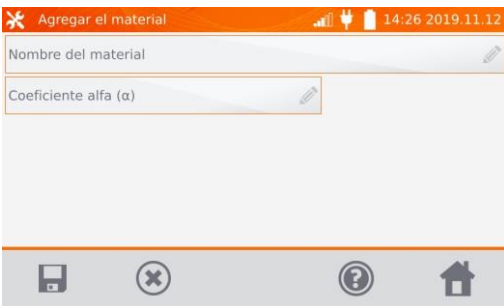 Agregar el material 14:26 2019.11.12
Nombre del material
Coeficiente alfa (α)